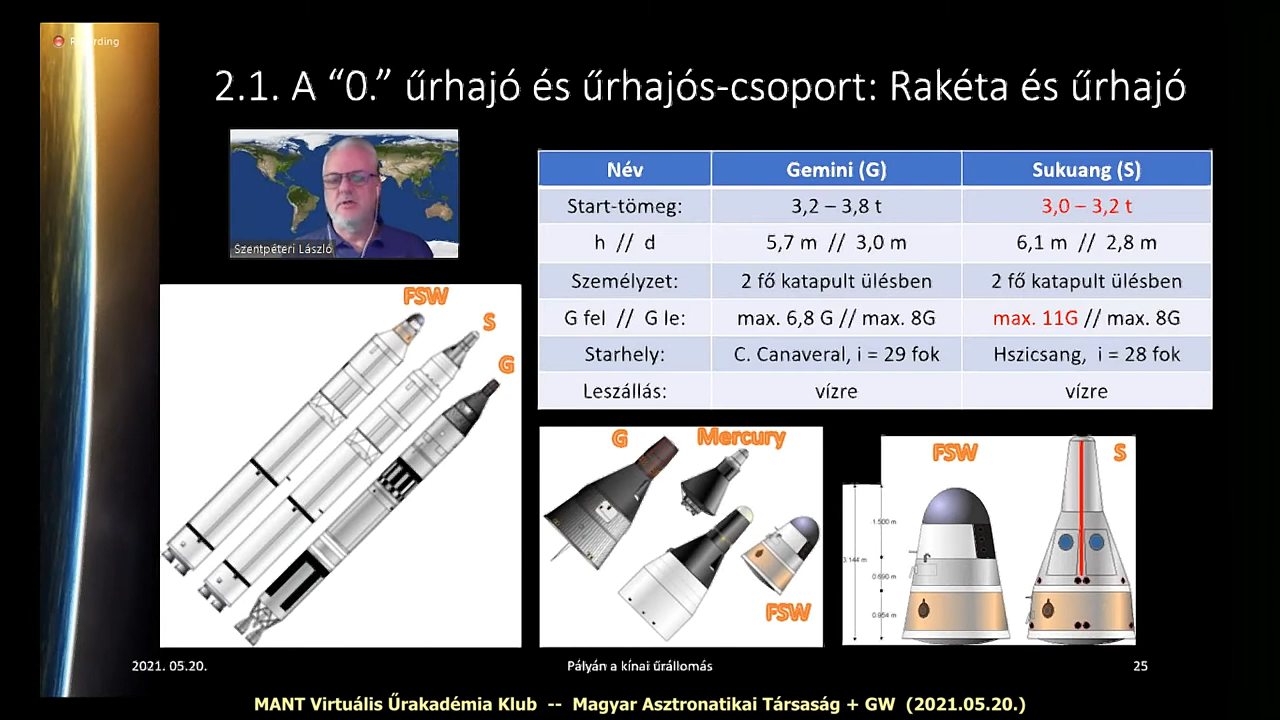 Recording
2.1. A “0.” űrhajó és űrhajós-csoport: Rakéta és űrhajó
Szentpéteri László
Név Gemini (G) Sukuang (S)
Start-tömeg: 3,2 – 3,8 t 3,0 – 3,2 t
h // d 5,7 m // 3,0 m 6,1 m // 2,8 m
Személyzet: 2 fő katapult ülésben 2 fő katapult ülésben
G fel // G le: max. 6,8 G // max. 8G max. 11G // max. 8G
Starhely: C. Canaveral, i = 29 fok Hszicsang, i = 28 fok
Leszállás: vízre vízre
FSW
S
G
G
Mercury
FSW
FSW
S
1.500 m
3.144 m
0.690 m
0.954 m
2021. 05.20.
Pályán a kínai űrállomás
25
MANT Virtuális Űrakadémia Klub -- Magyar Asztronatikai Társaság + GW (2021.05.20.)